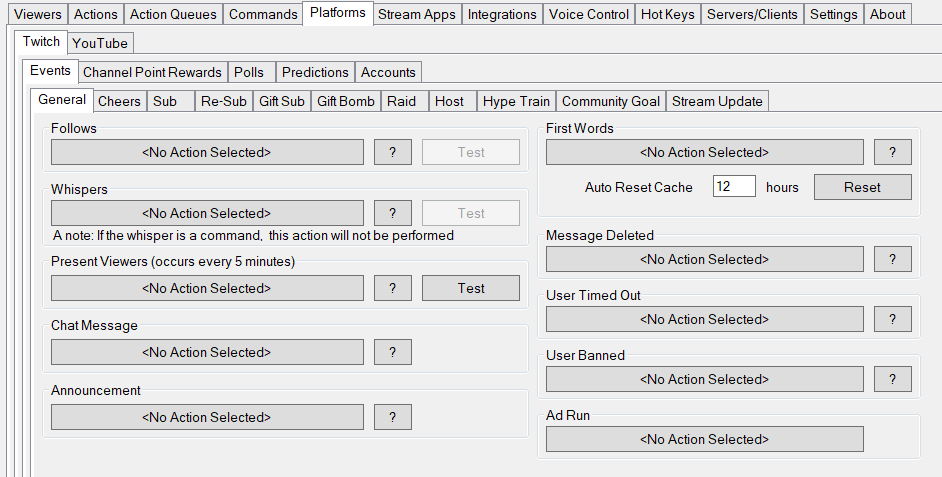 Viewers Actions Action Queues Commands Platforms Stream Apps Integrations Voice Control Hot Keys Servers/Clients Settings About
Twitch YouTube
Events Channel Point Rewards Polls Predictions Accounts
General Cheers Sub Re-Sub Gift Sub Gift Bomb Raid Host Hype Train Community Goal Stream Update
Follows
<No Action Selected> ? Test
Whispers
<No Action Selected> ? Test
A note: If the whisper is a command, this action will not be performed
Present Viewers (occurs every 5 minutes)
<No Action Selected> ? Test
Chat Message
<No Action Selected> ?
Announcement
<No Action Selected> ?
First Words
<No Action Selected> ?
Auto Reset Cache 12 hours Reset
Message Deleted
<No Action Selected> ?
User Timed Out
<No Action Selected> ?
User Banned
<No Action Selected> ?
Ad Run
<No Action Selected>